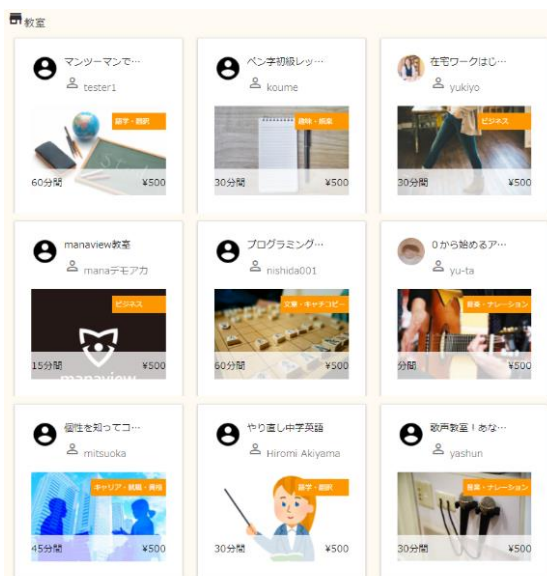 教室
マンツーマンで…
tester1
語学・翻訳
60分間 ¥500
ペン字初級レッ…
koume
趣味・娯楽
30分間 ¥500
在宅ワークはじ…
yukiyo
ビジネス
30分間 ¥500
manaview教室
manaデモアカ
ビジネス
manaview
15分間 ¥500
プログラミング…
nishida001
文章・キャチコピー
60分間 ¥500
０から始めるア…
yu-ta
音楽・ナレーション
分間 ¥500
個性を知ってコ…
mitsuoka
キャリア・就職・資格
45分間 ¥500
やり直し中学英語
Hiromi Akiyama
語学・翻訳
30分間 ¥500
歌声教室！あな…
yashun
音楽・ナレーション
30分間 ¥500